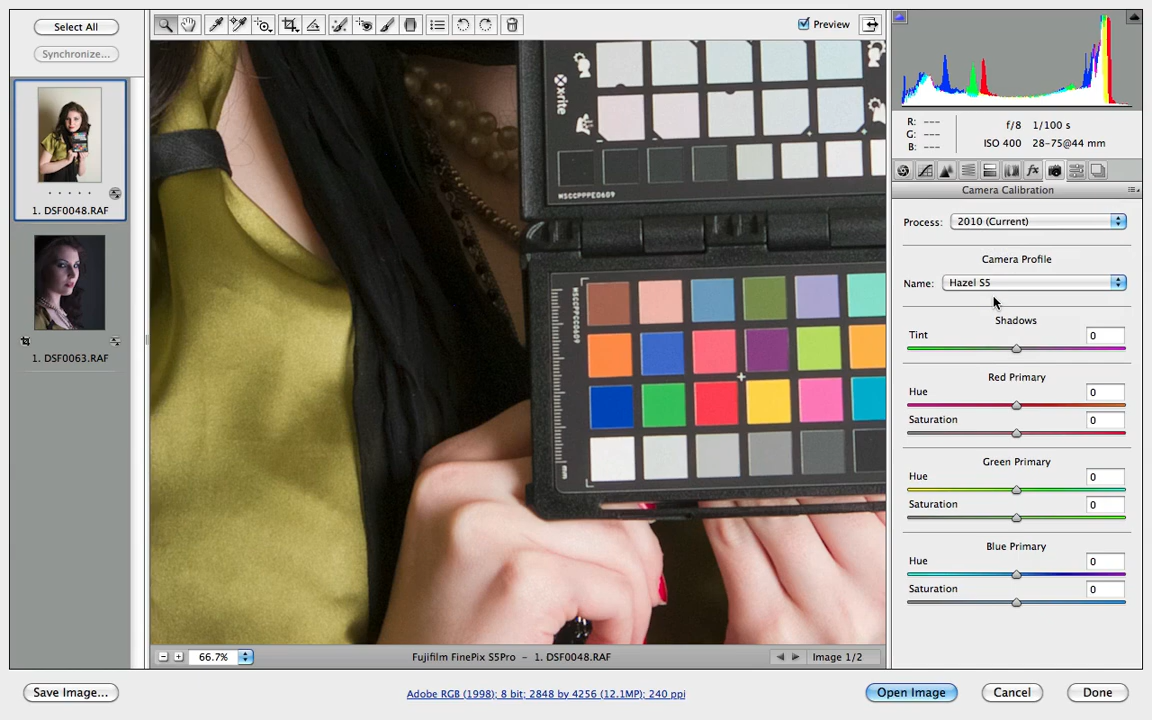 Select All
Synchronize...
1. DSF0048.RAF
1. DSF0063.RAF
Preview
x·rite
MSCCPPPE0609
MSCCPPCC0609
mm
66.7%
Fujifilm FinePix S5Pro – 1. DSF0048.RAF
Image 1/2
R: ---
G: ---
B: ---
f/8 1/100 s
ISO 400 28-75@44 mm
fx
Camera Calibration
Process: 2010 (Current)
Camera Profile
Name: Hazel S5
Shadows
Tint 0
Red Primary
Hue 0
Saturation 0
Green Primary
Hue 0
Saturation 0
Blue Primary
Hue 0
Saturation 0
Save Image...
Adobe RGB (1998); 8 bit; 2848 by 4256 (12.1MP); 240 ppi
Open Image
Cancel
Done